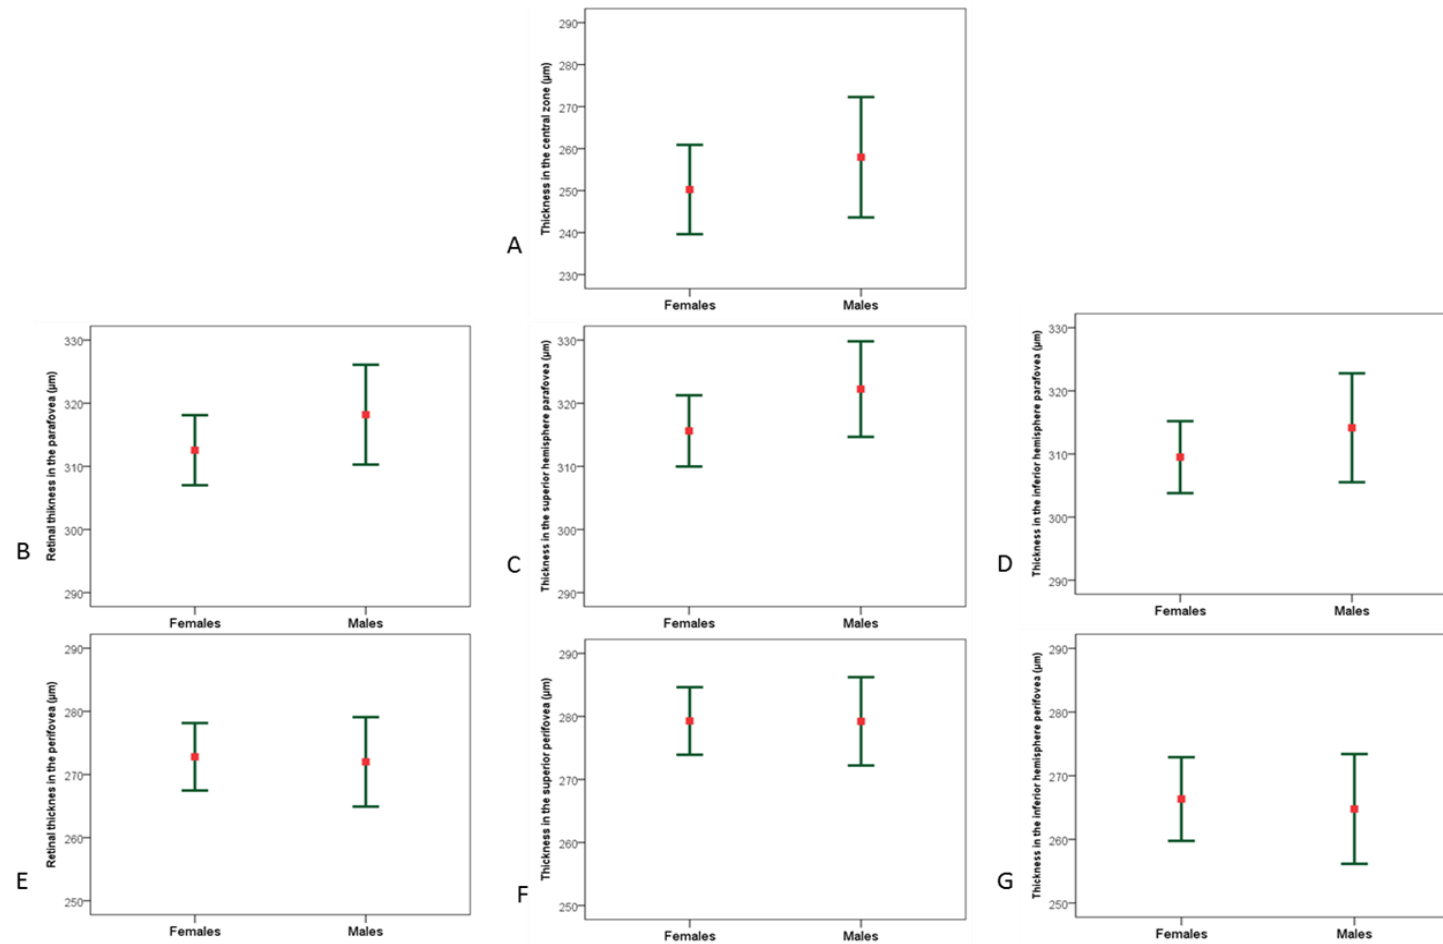 Thickness in the central zone (µm)
290
280
270
260
250
240
230
Females Males
A
Retinal thikness in the parafovea (µm)
330
320
310
300
290
Females Males
B
Thickness in the superior hemisphere parafovea (µm)
330
320
310
300
290
Females Males
C
Thickness in the inferior hemisphere parafovea (µm)
330
320
310
300
290
Females Males
D
Retinal thicknes in the perifovea (µm)
290
280
270
260
250
Females Males
E
Thickness in the superior perifovea (µm)
290
280
270
260
250
Females Males
F
Thickness in the inferior hemisphere perifovea (µm)
290
280
270
260
250
Females Males
G